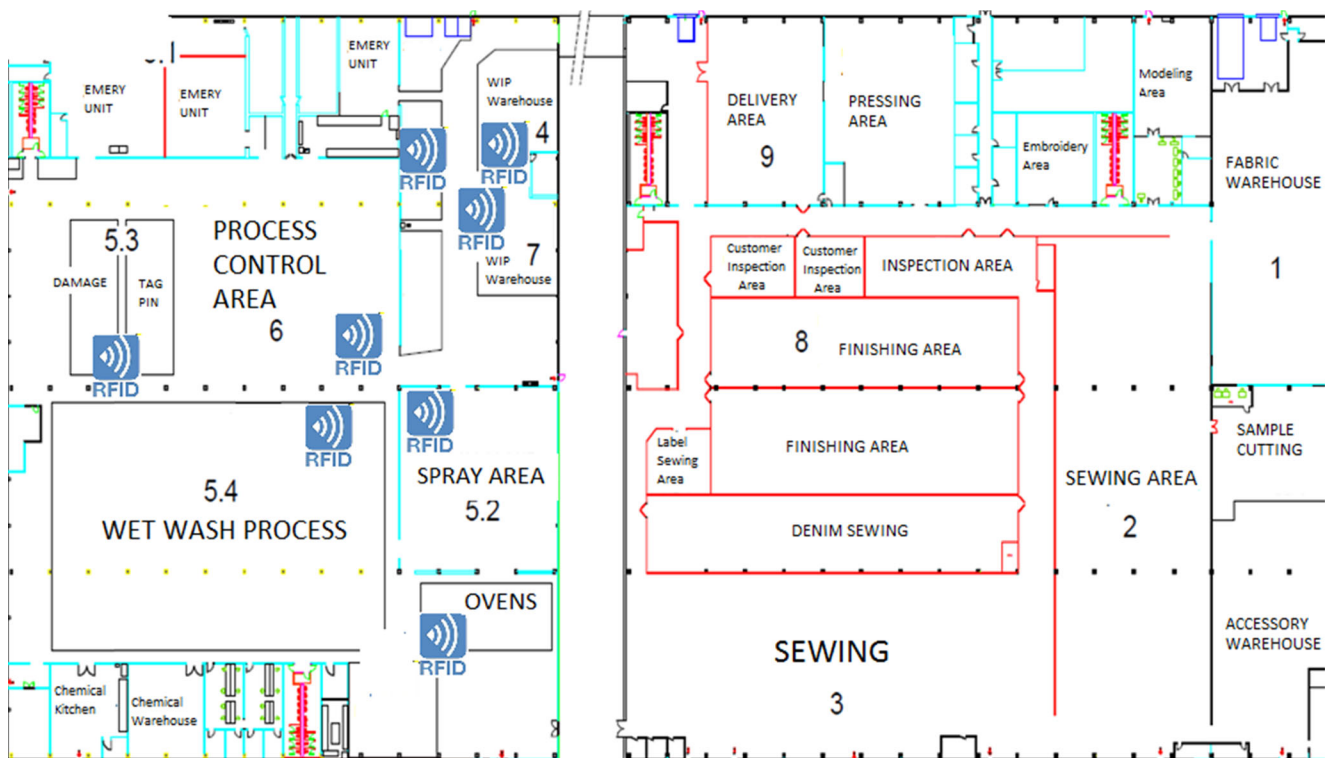 5.1
EMERY
UNIT
EMERY
UNIT
EMERY
UNIT
WIP
Warehouse
4
RFID
RFID
RFID
7
WIP
Warehouse
5.3
DAMAGE
TAG
PIN
RFID
PROCESS
CONTROL
AREA
6
RFID
RFID
5.4
WET WASH PROCESS
RFID
SPRAY AREA
5.2
OVENS
RFID
Chemical
Kitchen
Chemical
Warehouse
DELIVERY
AREA
9
PRESSING
AREA
Embroidery
Area
Modeling
Area
FABRIC
WAREHOUSE
1
Customer
Inspection
Area
Customer
Inspection
Area
INSPECTION AREA
8
FINISHING AREA
Label
Sewing
Area
FINISHING AREA
DENIM SEWING
SEWING AREA
2
SAMPLE
CUTTING
ACCESSORY
WAREHOUSE
SEWING
3